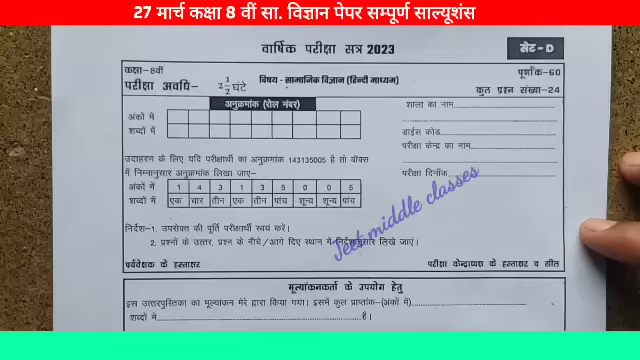 27 मार्च कक्षा 8 वीं सा. विज्ञान पेपर सम्पूर्ण साल्यूशंस
वार्षिक परीक्षा सत्र 2023
सेट-D
कक्षा-8वीं
पूर्णांक-60
परीक्षा अवधि- 2 1/2 घंटे
विषय - सामाजिक विज्ञान (हिन्दी माध्यम)
कुल प्रश्न संख्या-24
अनुक्रमांक (रोल नंबर)
अंकों में
शब्दों में
शाला का नाम
डाईस कोड
परीक्षा केन्द्र का नाम
परीक्षा दिनाँक
उदाहरण के लिए यदि परीक्षार्थी का अनुक्रमांक 143135005 है तो बॉक्स
में निम्नानुसार अनुक्रमांक लिखा जाए–
अंकों में 1 4 3 1 3 5 0 0 5
शब्दों में एक चार तीन एक तीन पांच शून्य शून्य पांच
Jeet middle classes
निर्देश-1. उपरोक्त की पूर्ति परीक्षार्थी स्वयं करें।
2. प्रश्नों के उत्तर, प्रश्न के नीचे/आगे दिए स्थान में निर्देशानुसार लिखे जाएं।
पर्यवेक्षक के हस्ताक्षर
परीक्षा केन्द्राध्यक्ष के हस्ताक्षर व सील
मूल्यांकनकर्ता के उपयोग हेतु
इस उत्तरपुस्तिका का मूल्यांकन मेरे द्वारा किया गया। इसमें कुल प्राप्तांक-(अंकों में)
शब्दों में है।